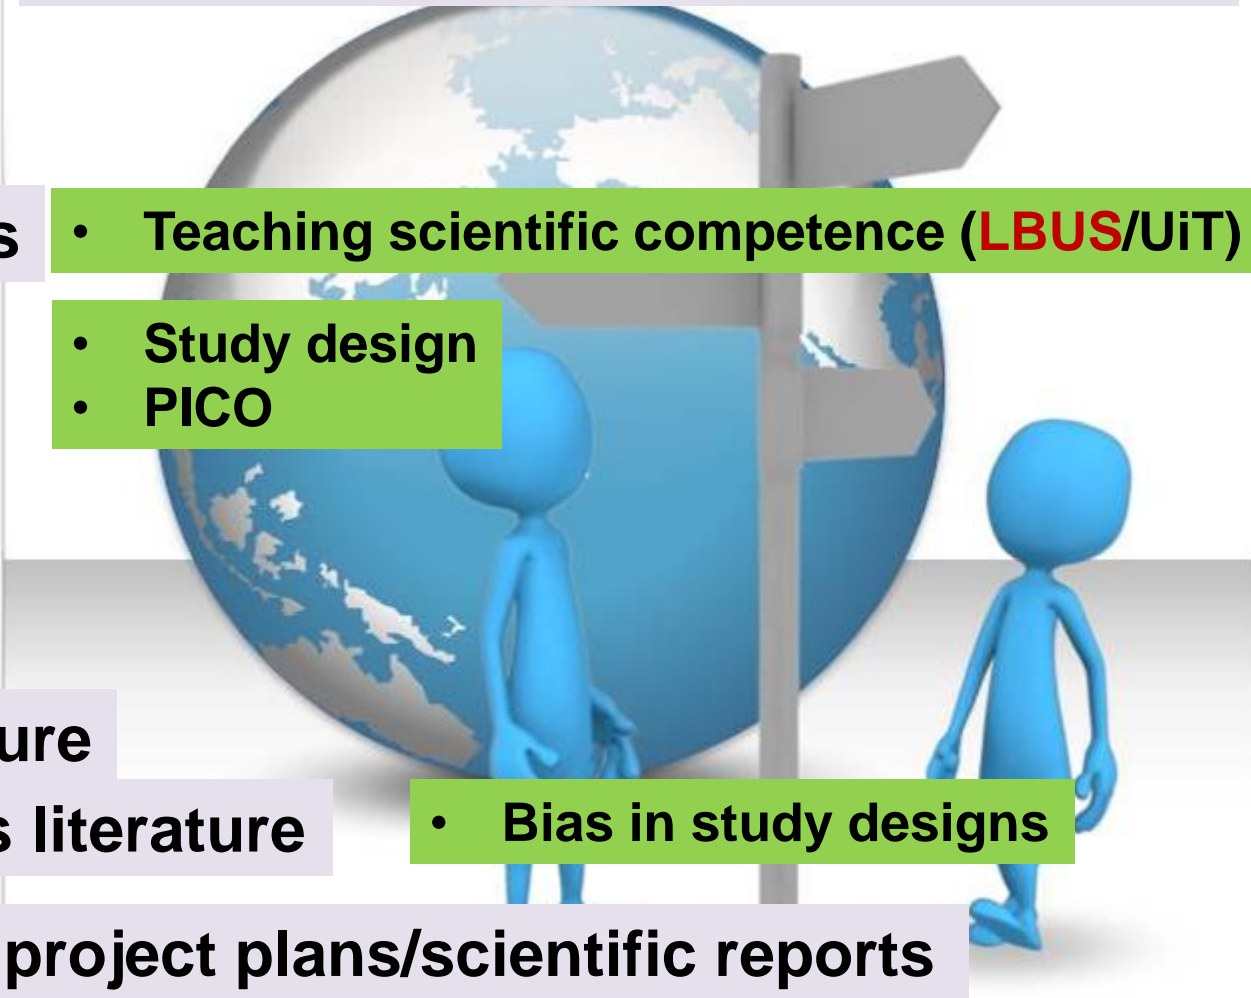 s
• Teaching scientific competence (LBUS/UiT)
• Study design
• PICO
ure
s literature
• Bias in study designs
project plans/scientific reports